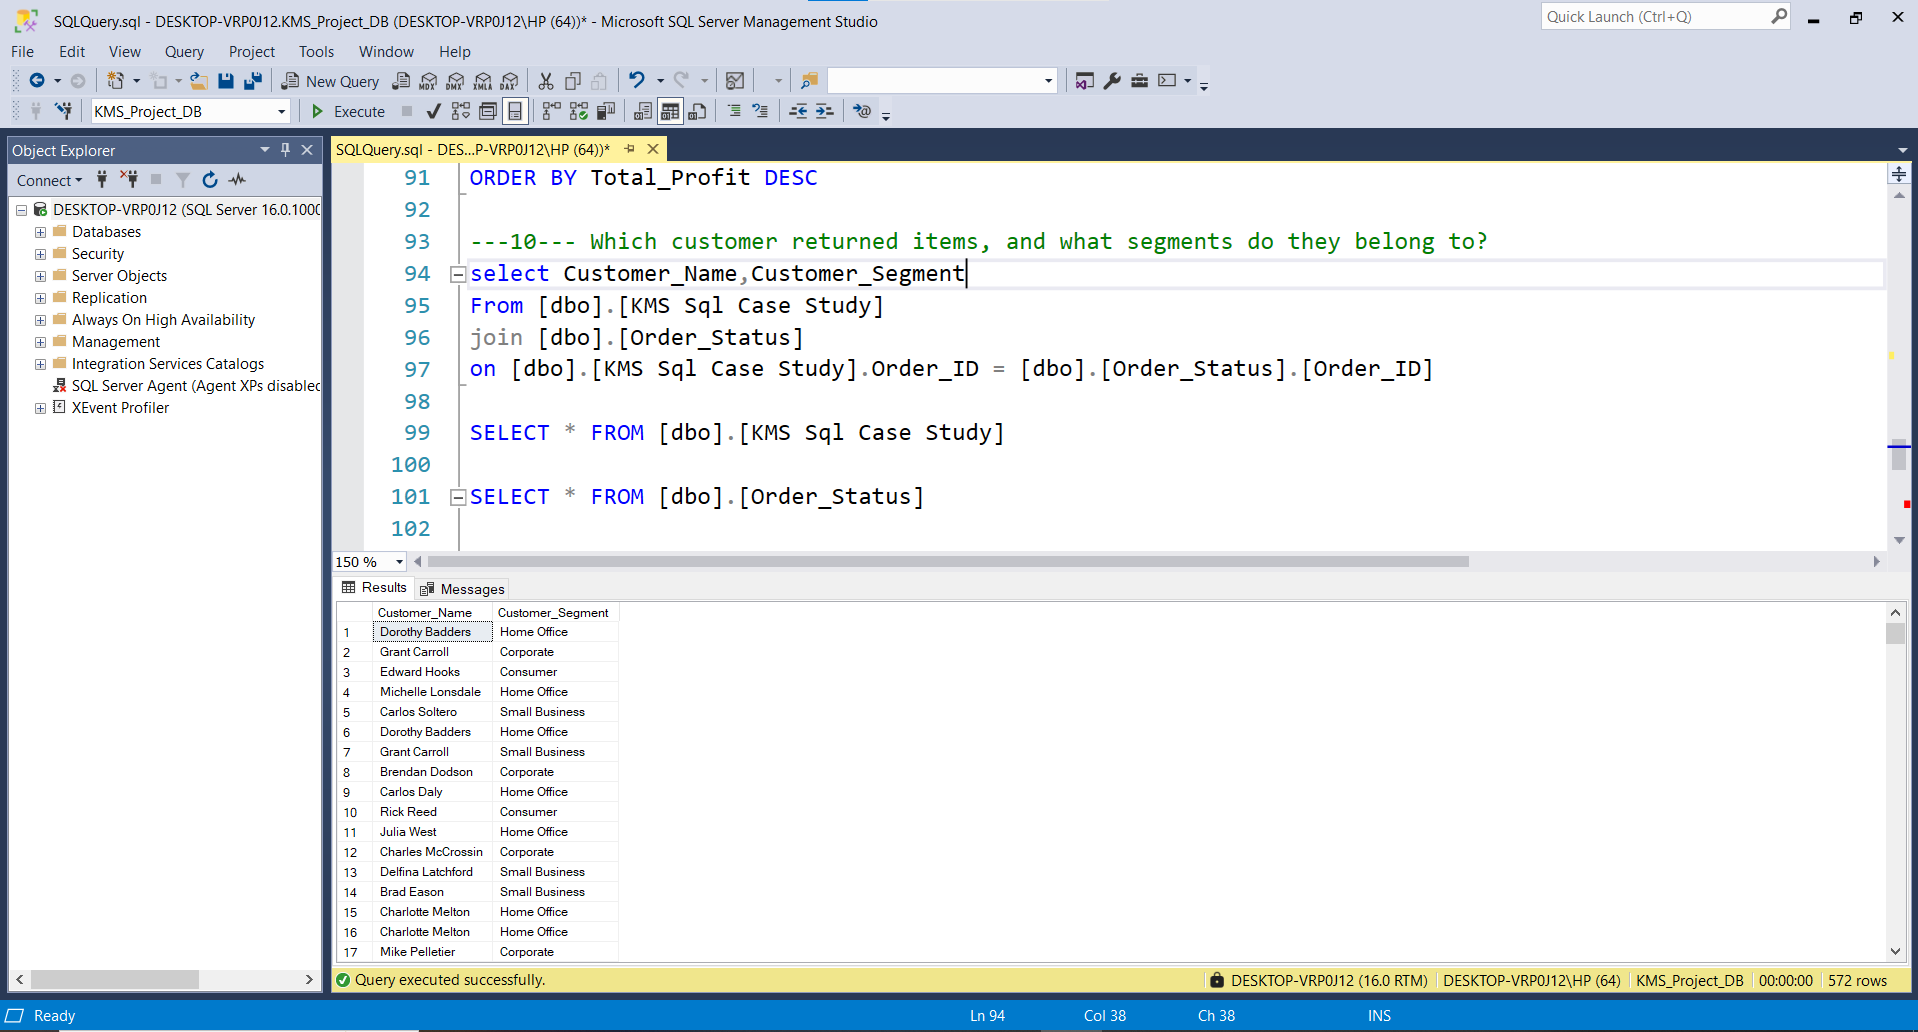 SQLQuery.sql - DESKTOP-VRP0J12.KMS_Project_DB (DESKTOP-VRP0J12\HP (64))* - Microsoft SQL Server Management Studio
Quick Launch (Ctrl+Q)
File Edit View Query Project Tools Window Help
New Query MDX DMX XMLA DAX
KMS_Project_DB Execute
Object Explorer
Connect
DESKTOP-VRP0J12 (SQL Server 16.0.1000
Databases
Security
Server Objects
Replication
Always On High Availability
Management
Integration Services Catalogs
SQL Server Agent (Agent XPs disabled
XEvent Profiler
SQLQuery.sql - DES...P-VRP0J12\HP (64))*
91 ORDER BY Total_Profit DESC
92
93 ---10--- Which customer returned items, and what segments do they belong to?
94 select Customer_Name,Customer_Segment
95 From [dbo].[KMS Sql Case Study]
96 join [dbo].[Order_Status]
97 on [dbo].[KMS Sql Case Study].Order_ID = [dbo].[Order_Status].[Order_ID]
98
99 SELECT * FROM [dbo].[KMS Sql Case Study]
100
101 SELECT * FROM [dbo].[Order_Status]
102
150 %
Results Messages
Customer_Name Customer_Segment
1 Dorothy Badders Home Office
2 Grant Carroll Corporate
3 Edward Hooks Consumer
4 Michelle Lonsdale Home Office
5 Carlos Soltero Small Business
6 Dorothy Badders Home Office
7 Grant Carroll Small Business
8 Brendan Dodson Corporate
9 Carlos Daly Home Office
10 Rick Reed Consumer
11 Julia West Home Office
12 Charles McCrossin Corporate
13 Delfina Latchford Small Business
14 Brad Eason Small Business
15 Charlotte Melton Home Office
16 Charlotte Melton Home Office
17 Mike Pelletier Corporate
Query executed successfully. DESKTOP-VRP0J12 (16.0 RTM) DESKTOP-VRP0J12\HP (64) KMS_Project_DB 00:00:00 572 rows
Ready Ln 94 Col 38 Ch 38 INS